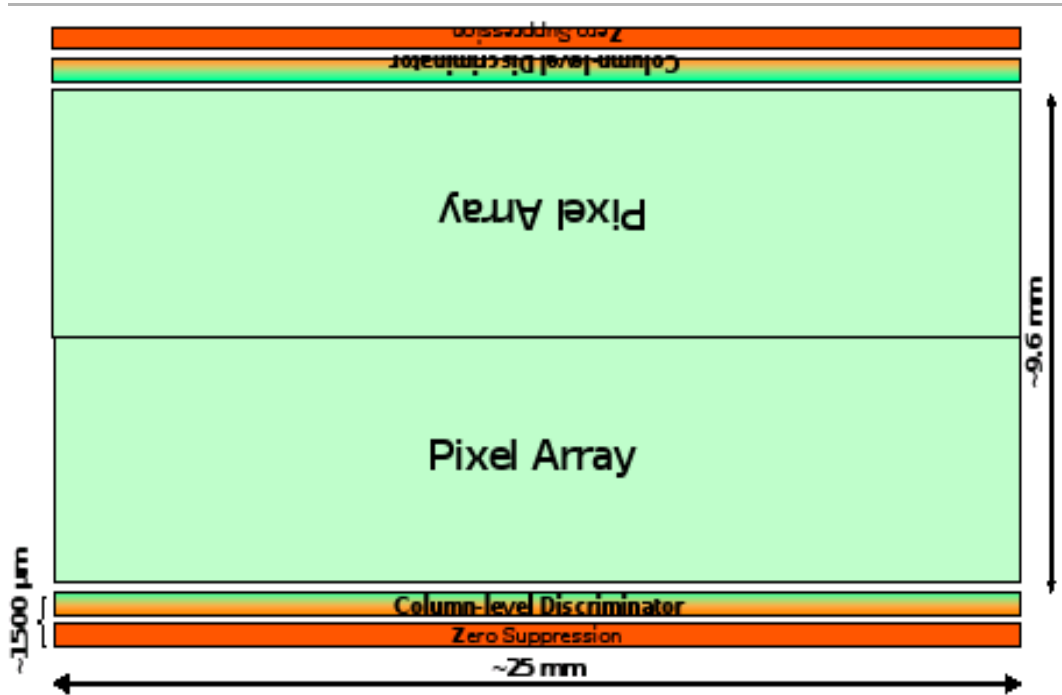 Zero Suppression
Column-level Discriminator
Pixel Array
~9.6 mm
Pixel Array
~1500 µm
Column-level Discriminator
Zero Suppression
~25 mm